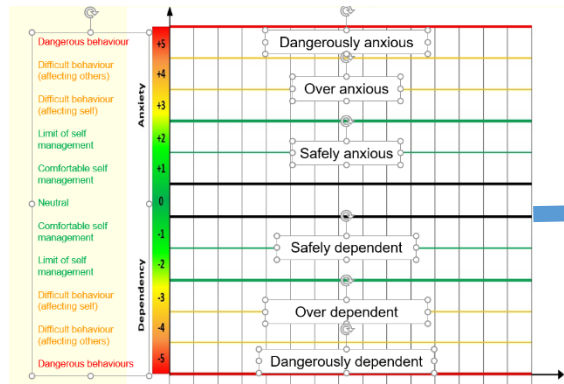 Dangerous behaviour
Difficult behaviour
(affecting others)
Difficult behaviour
(affecting self)
Limit of self
management
Comfortable self
management
Neutral
Comfortable self
management
Limit of self
management
Difficult behaviour
(affecting self)
Difficult behaviour
(affecting others)
Dangerous behaviours
Anxiety
Dependency
+5
+4
+3
+2
+1
0
-1
-2
-3
-4
-5
Dangerously anxious
Over anxious
Safely anxious
Safely dependent
Over dependent
Dangerously dependent